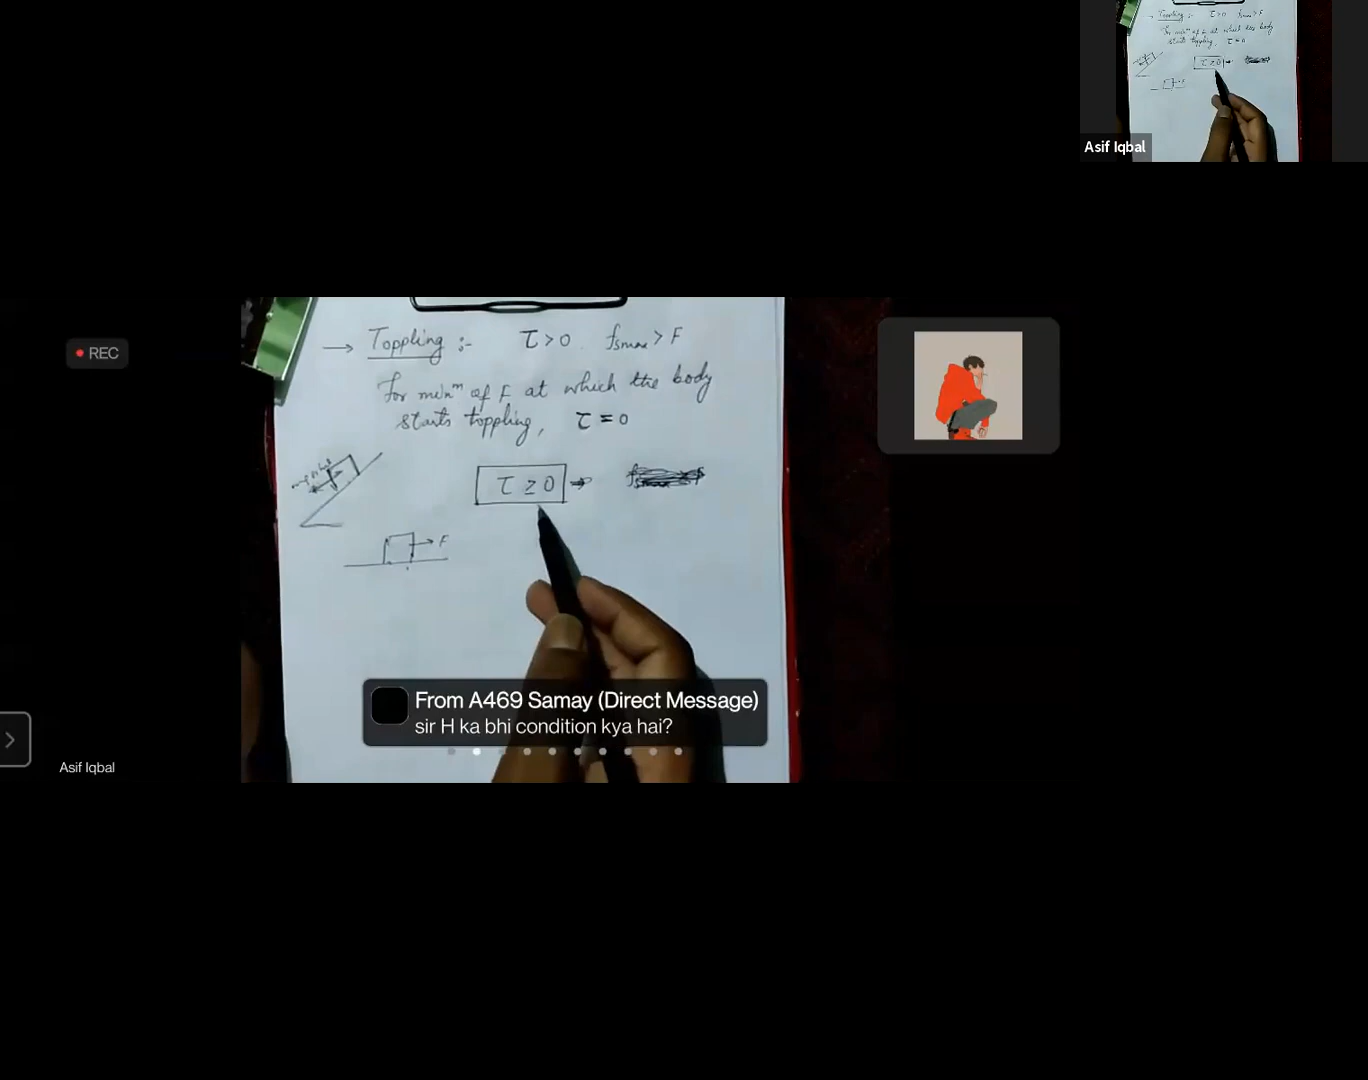 Asif Iqbal
REC
→ Toppling :- τ > 0 fsmax > F
For minᵐ of F at which the body
starts toppling, τ = 0
τ ≥ 0 →
F
From A469 Samay (Direct Message)
sir H ka bhi condition kya hai?
Asif Iqbal